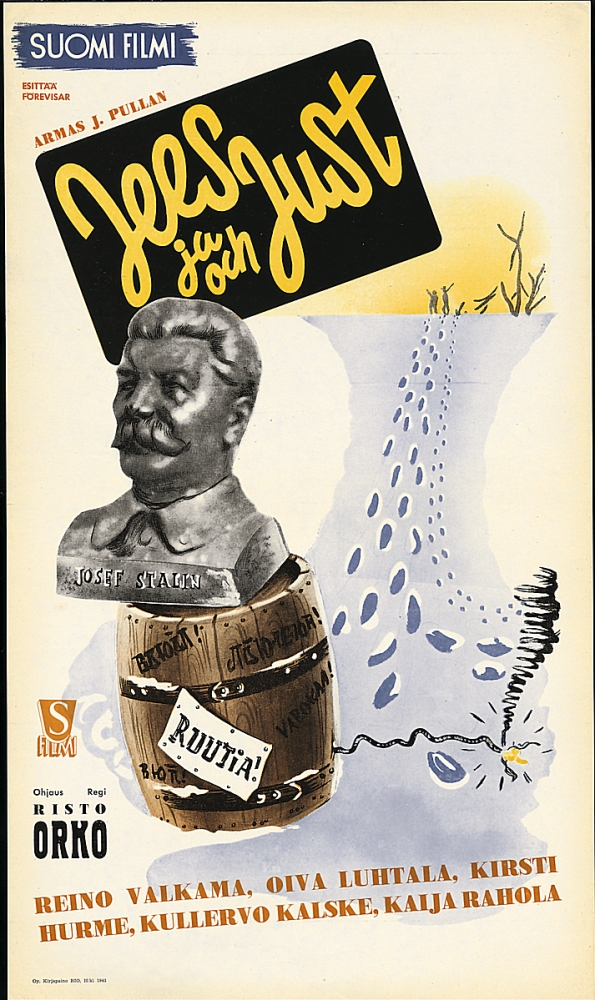 SUOMI FILMI
ESITTÄÄ
FÖREVISAR
ARMAS J. PULLAN
Jees Just
ja
och
JOSEF STALIN
VAROKAA!
RUUTIA!
S
FILMI
Ohjaus Regi
RISTO
ORKO
REINO VALKAMA, OIVA LUHTALA, KIRSTI
HURME, KULLERVO KALSKE, KAIJA RAHOLA